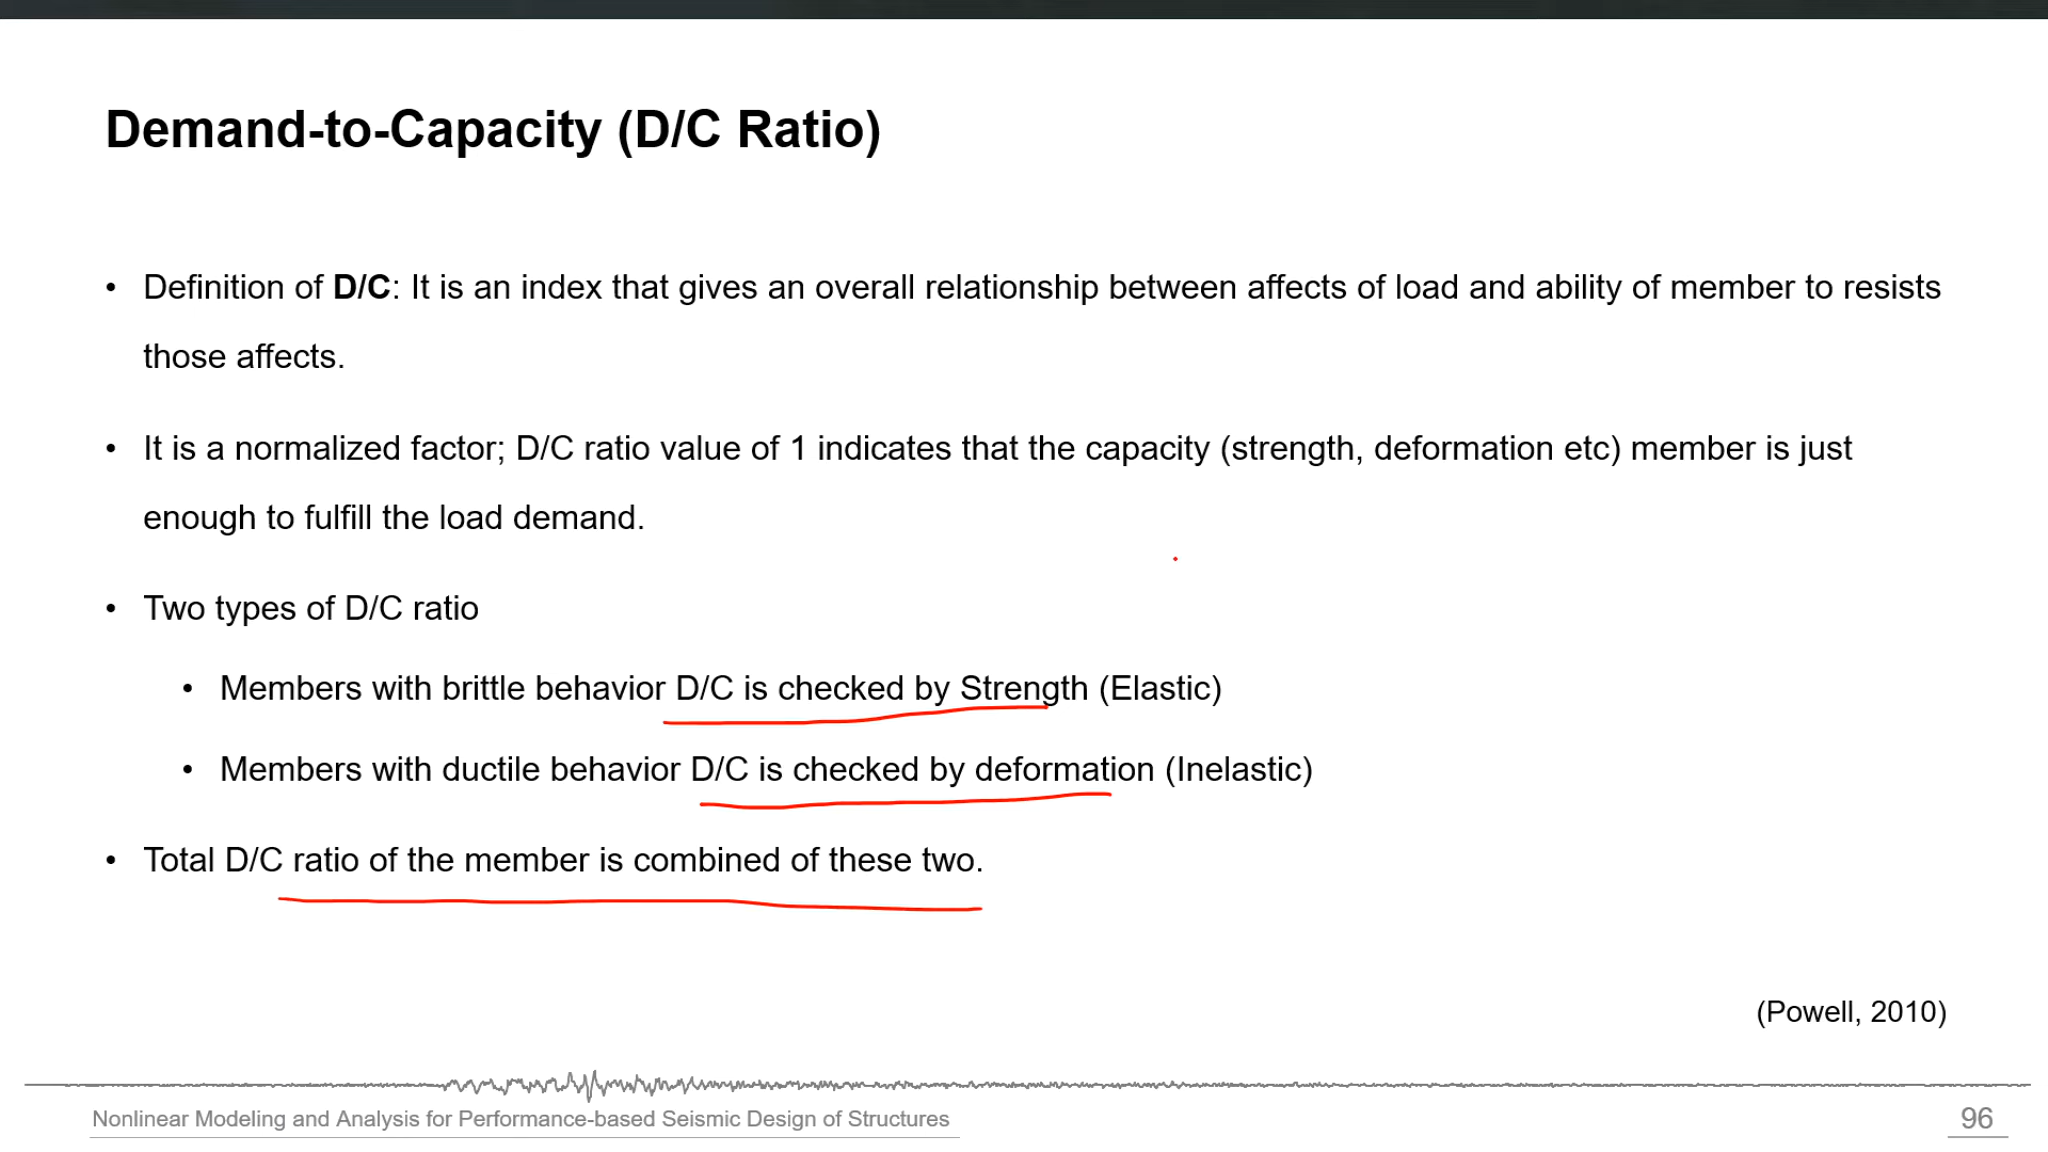 Demand-to-Capacity (D/C Ratio)
• Definition of D/C: It is an index that gives an overall relationship between affects of load and ability of member to resists
those affects.
• It is a normalized factor; D/C ratio value of 1 indicates that the capacity (strength, deformation etc) member is just
enough to fulfill the load demand.
• Two types of D/C ratio
• Members with brittle behavior D/C is checked by Strength (Elastic)
• Members with ductile behavior D/C is checked by deformation (Inelastic)
• Total D/C ratio of the member is combined of these two.
(Powell, 2010)
Nonlinear Modeling and Analysis for Performance-based Seismic Design of Structures
96